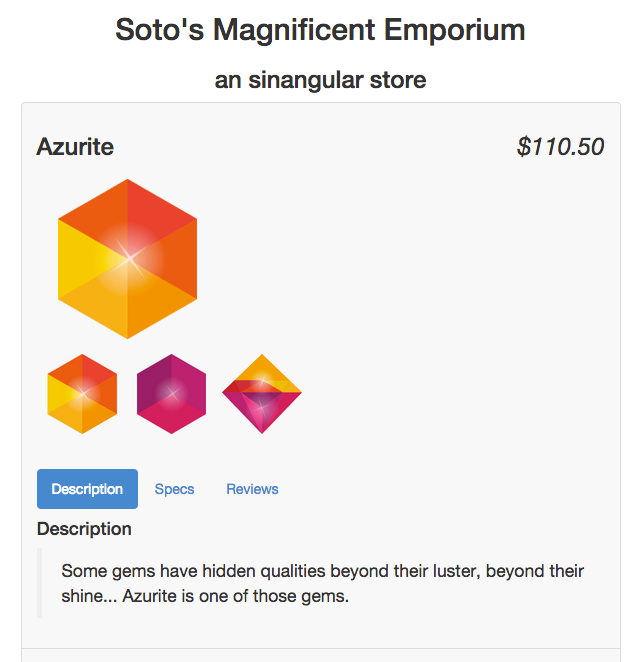 Soto's Magnificent Emporium
an sinangular store
Azurite
$110.50
Description
Specs
Reviews
Description
Some gems have hidden qualities beyond their luster, beyond their
shine... Azurite is one of those gems.